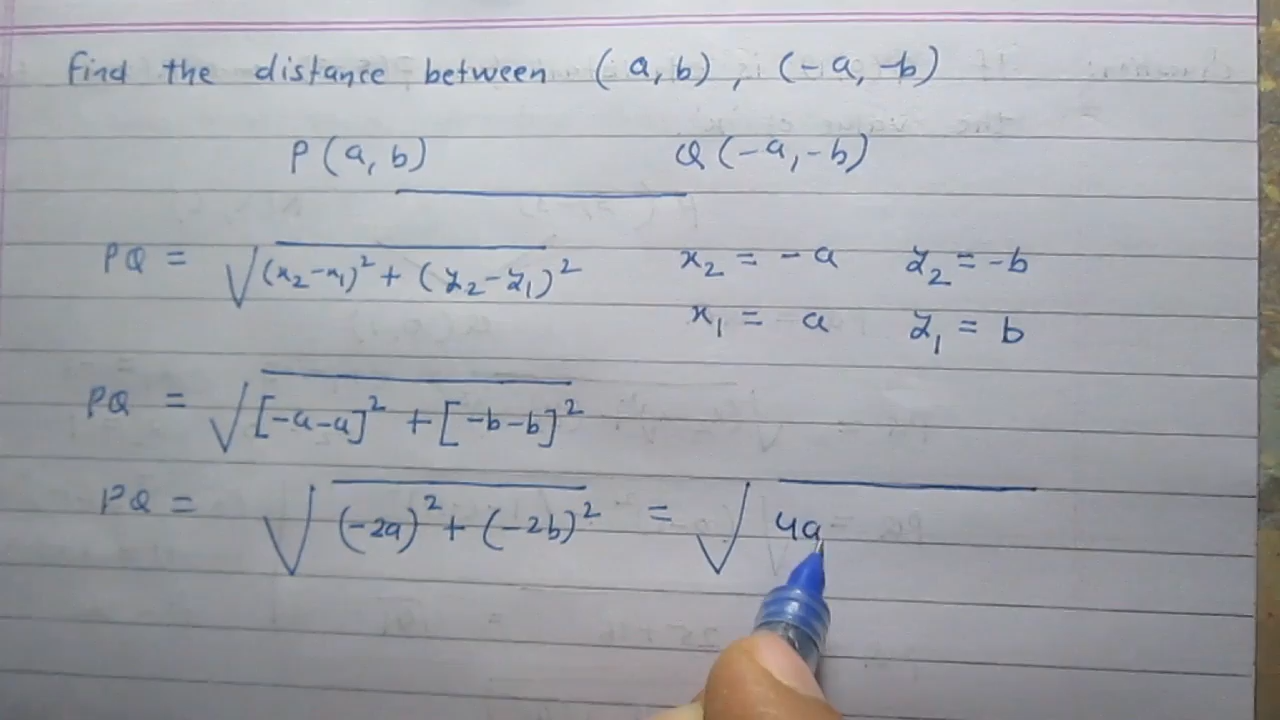 Find the distance between (a, b), (-a, -b)
P(a, b) Q(-a, -b)
PQ = √(x₂-x₁)² + (y₂-y₁)² x₂ = -a y₂ = -b
x₁ = a y₁ = b
PQ = √[-a-a]² + [-b-b]²
PQ = √(-2a)² + (-2b)² = √4a